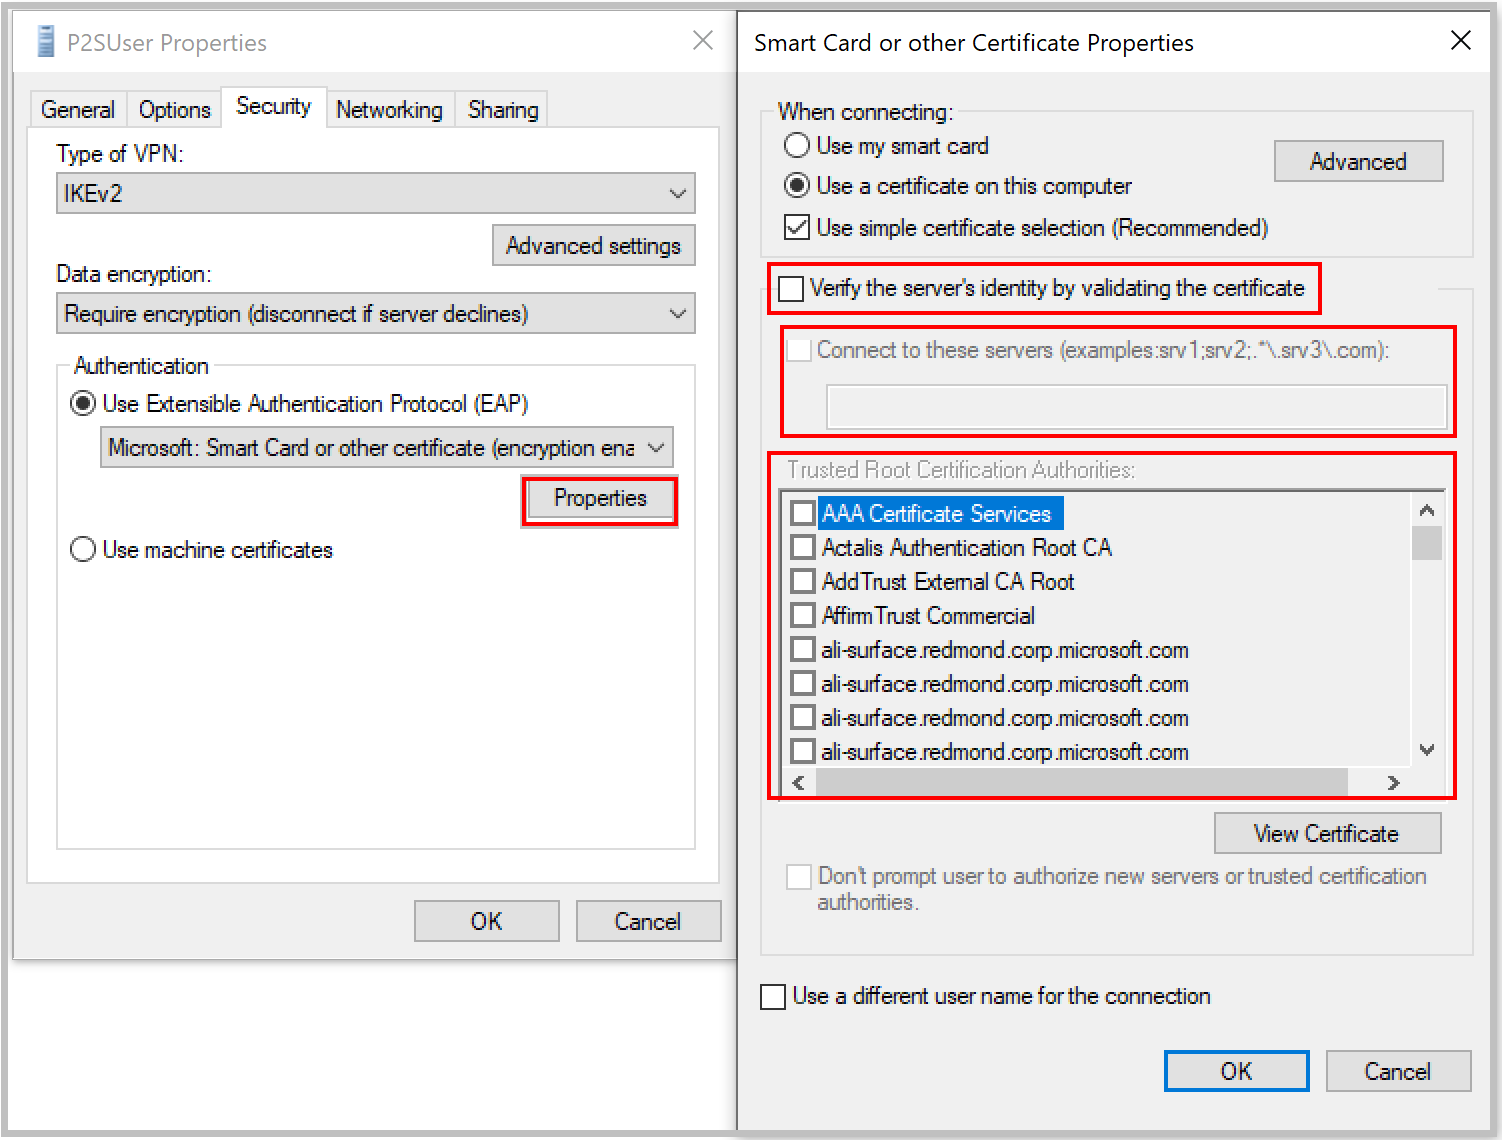 P2SUser Properties
General
Options
Security
Networking
Sharing
Type of VPN:
IKEv2
Advanced settings
Data encryption:
Require encryption (disconnect if server declines)
Authentication
Use Extensible Authentication Protocol (EAP)
Microsoft: Smart Card or other certificate (encryption ena
Properties
Use machine certificates
OK
Cancel
Smart Card or other Certificate Properties
When connecting:
Use my smart card
Advanced
Use a certificate on this computer
Use simple certificate selection (Recommended)
Verify the server's identity by validating the certificate
Connect to these servers (examples:srv1;srv2;.*\.srv3\.com):
Trusted Root Certification Authorities:
AAA Certificate Services
Actalis Authentication Root CA
AddTrust External CA Root
AffirmTrust Commercial
ali-surface.redmond.corp.microsoft.com
ali-surface.redmond.corp.microsoft.com
ali-surface.redmond.corp.microsoft.com
ali-surface.redmond.corp.microsoft.com
View Certificate
Don't prompt user to authorize new servers or trusted certification
authorities.
Use a different user name for the connection
OK
Cancel